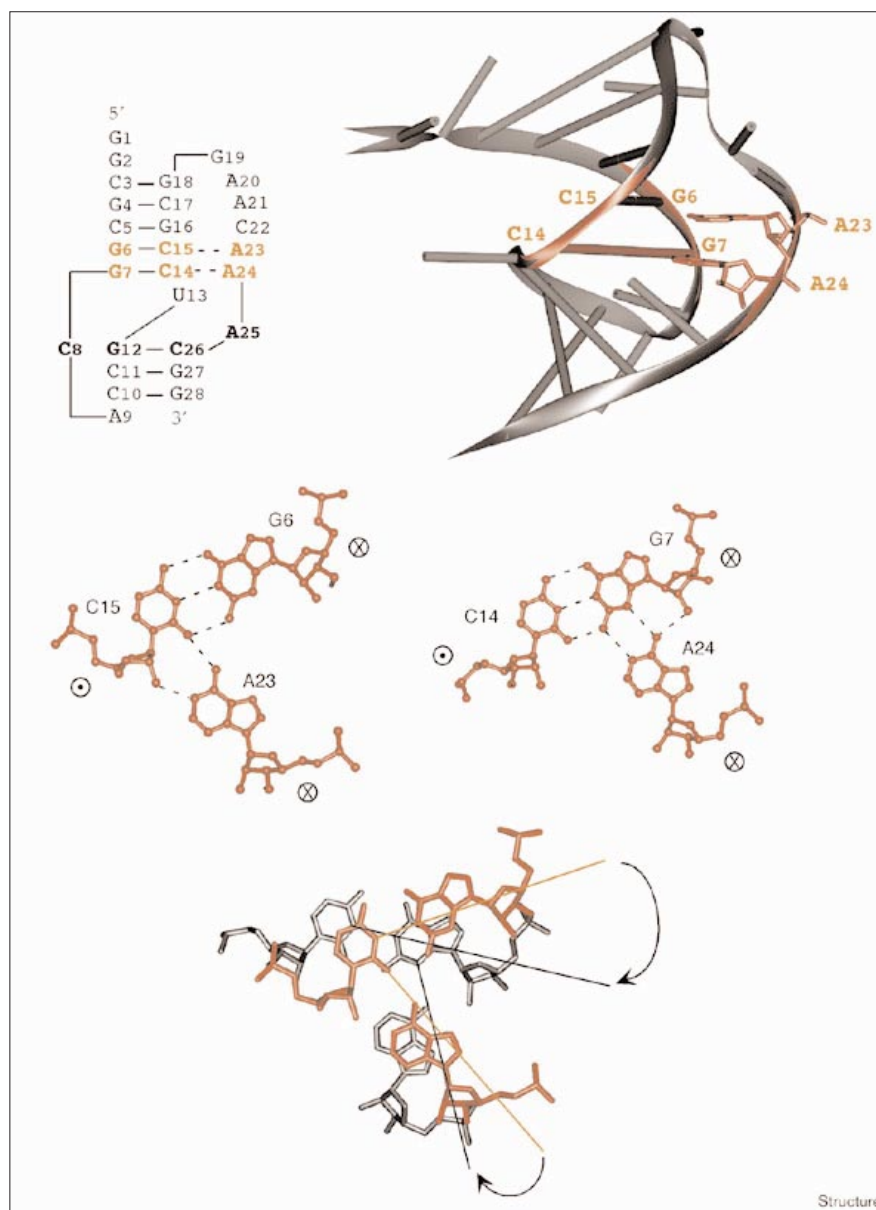 5′
G1
G2
G19
C3 – G18
A20
G4 – C17
A21
C5 – G16
C22
G6 – C15 -- A23
G7 – C14 -- A24
U13
A25
C8
G12 – C26
C11 – G27
C10 – G28
A9
3′
C15
G6
A23
C14
G7
A24
G6
C15
A23
G7
C14
A24
Structure